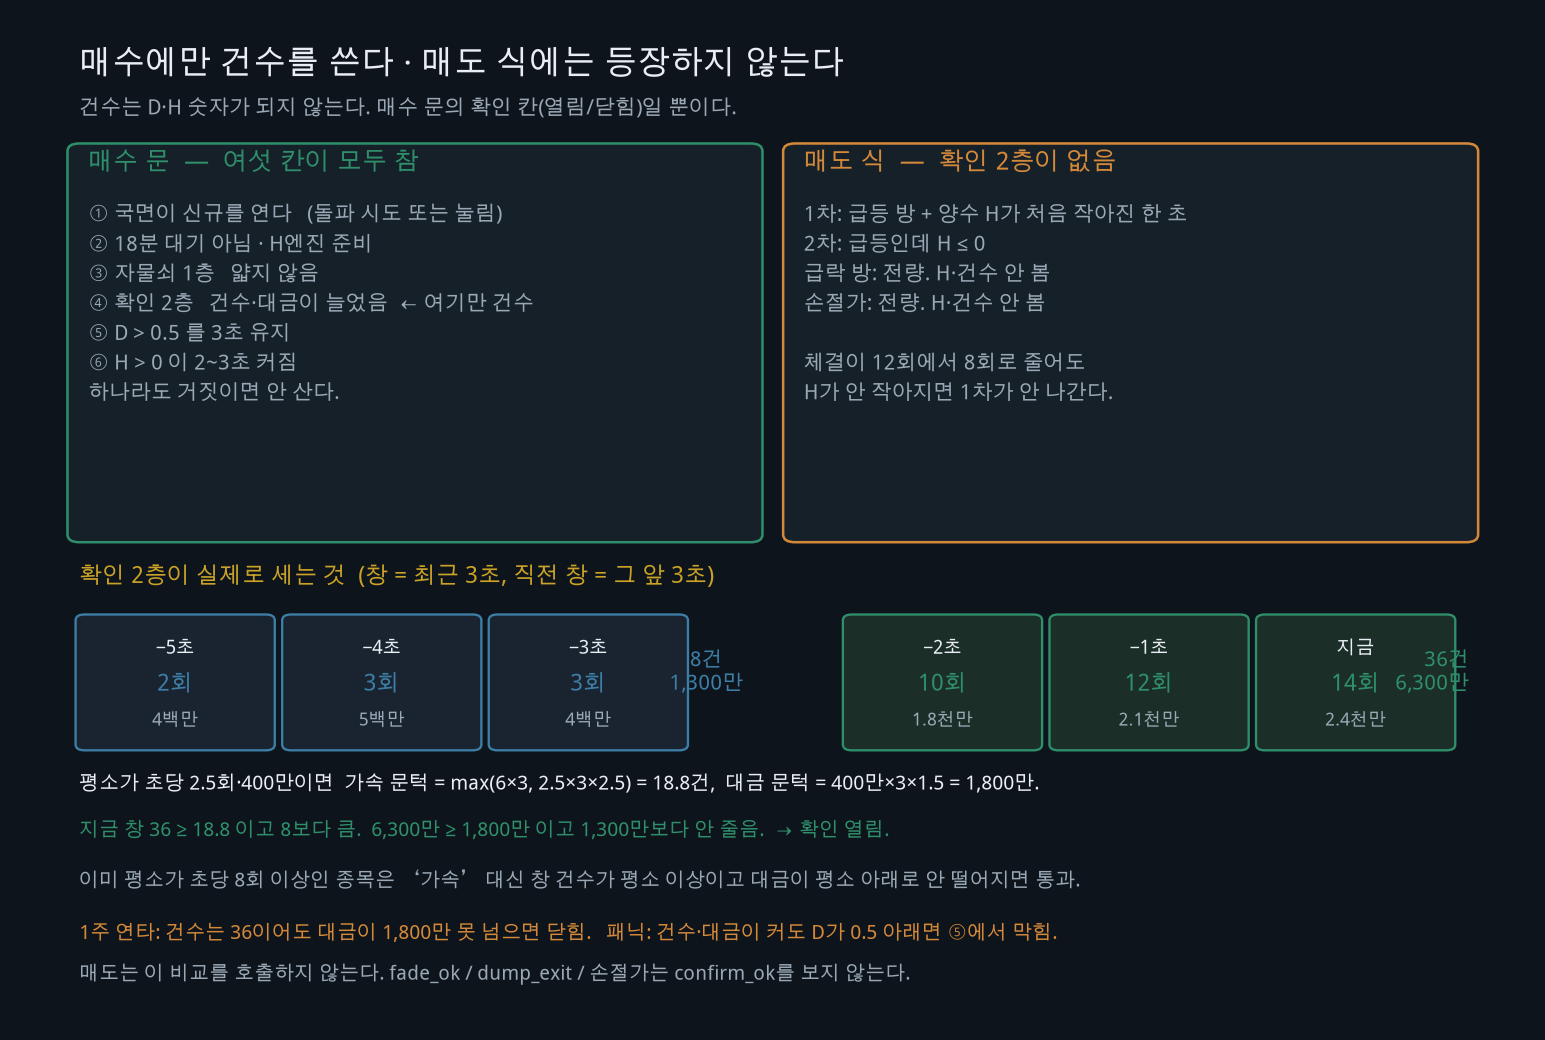 매수에만 건수를 쓴다 · 매도 식에는 등장하지 않는다
건수는 D·H 숫자가 되지 않는다. 매수 문의 확인 칸(열림/닫힘)일 뿐이다.
매수 문 — 여섯 칸이 모두 참
① 국면이 신규를 연다 (돌파 시도 또는 눌림)
② 18분 대기 아님 · H엔진 준비
③ 자물쇠 1층 얇지 않음
④ 확인 2층 건수·대금이 늘었음 ← 여기만 건수
⑤ D > 0.5 를 3초 유지
⑥ H > 0 이 2~3초 커짐
하나라도 거짓이면 안 산다.
매도 식 — 확인 2층이 없음
1차: 급등 방 + 양수 H가 처음 작아진 한 초
2차: 급등인데 H ≤ 0
급락 방: 전량. H·건수 안 봄
손절가: 전량. H·건수 안 봄
체결이 12회에서 8회로 줄어도
H가 안 작아지면 1차가 안 나간다.
확인 2층이 실제로 세는 것 (창 = 최근 3초, 직전 창 = 그 앞 3초)
−5초
2회
4백만
−4초
3회
5백만
−3초
3회
4백만
8건
1,300만
−2초
10회
1.8천만
−1초
12회
2.1천만
지금
14회
2.4천만
36건
6,300만
평소가 초당 2.5회·400만이면 가속 문턱 = max(6×3, 2.5×3×2.5) = 18.8건, 대금 문턱 = 400만×3×1.5 = 1,800만.
지금 창 36 ≥ 18.8 이고 8보다 큼. 6,300만 ≥ 1,800만 이고 1,300만보다 안 줄음. → 확인 열림.
이미 평소가 초당 8회 이상인 종목은 ‘가속’ 대신 창 건수가 평소 이상이고 대금이 평소 아래로 안 떨어지면 통과.
1주 연타: 건수는 36이어도 대금이 1,800만 못 넘으면 닫힘. 패닉: 건수·대금이 커도 D가 0.5 아래면 ⑤에서 막힘.
매도는 이 비교를 호출하지 않는다. fade_ok / dump_exit / 손절가는 confirm_ok를 보지 않는다.